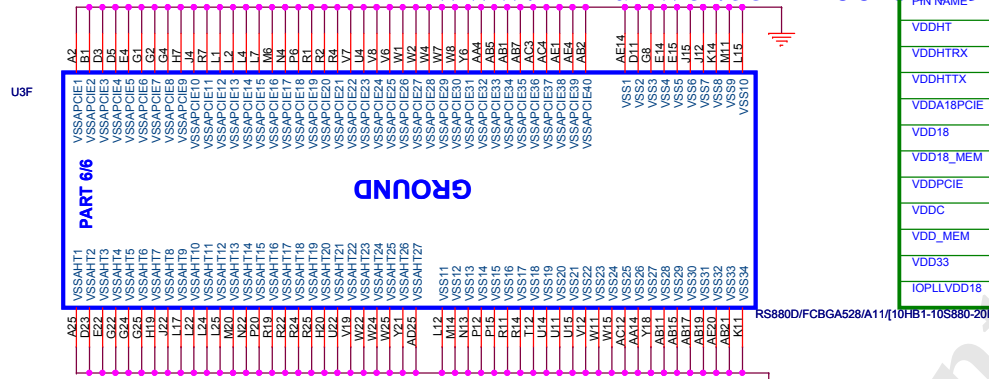 A2
B1
D3
D5
E4
G1
G2
G4
H7
J4
R7
L1
L2
L4
L7
M6
N4
P6
R1
R2
R4
V7
U4
V8
V6
W1
W2
W4
W7
W8
Y6
AA4
AB5
AB1
AB7
AC3
AC4
AE1
AE4
AB2
AE14
D11
G8
E14
E15
J15
J12
K14
M11
L15
U3F
VSSAPCIE1
VSSAPCIE2
VSSAPCIE3
VSSAPCIE4
VSSAPCIE5
VSSAPCIE6
VSSAPCIE7
VSSAPCIE8
VSSAPCIE9
VSSAPCIE10
VSSAPCIE11
VSSAPCIE12
VSSAPCIE13
VSSAPCIE14
VSSAPCIE15
VSSAPCIE16
VSSAPCIE17
VSSAPCIE18
VSSAPCIE19
VSSAPCIE20
VSSAPCIE21
VSSAPCIE22
VSSAPCIE23
VSSAPCIE24
VSSAPCIE25
VSSAPCIE26
VSSAPCIE27
VSSAPCIE28
VSSAPCIE29
VSSAPCIE30
VSSAPCIE31
VSSAPCIE32
VSSAPCIE33
VSSAPCIE34
VSSAPCIE35
VSSAPCIE36
VSSAPCIE37
VSSAPCIE38
VSSAPCIE39
VSSAPCIE40
VSS1
VSS2
VSS3
VSS4
VSS5
VSS6
VSS7
VSS8
VSS9
VSS10
PART 6/6
GROUND
VSSAHT1
VSSAHT2
VSSAHT3
VSSAHT4
VSSAHT5
VSSAHT6
VSSAHT7
VSSAHT8
VSSAHT9
VSSAHT10
VSSAHT11
VSSAHT12
VSSAHT13
VSSAHT14
VSSAHT15
VSSAHT16
VSSAHT17
VSSAHT18
VSSAHT19
VSSAHT20
VSSAHT21
VSSAHT22
VSSAHT23
VSSAHT24
VSSAHT25
VSSAHT26
VSSAHT27
VSS11
VSS12
VSS13
VSS14
VSS15
VSS16
VSS17
VSS18
VSS19
VSS20
VSS21
VSS22
VSS23
VSS24
VSS25
VSS26
VSS27
VSS28
VSS29
VSS30
VSS31
VSS32
VSS33
VSS34
A25
D23
E22
G22
G24
G25
H19
J22
L17
L22
L24
L25
M20
N22
P20
R19
R22
R24
R25
H20
U22
V19
W22
W24
W25
Y21
AD25
L12
M14
N13
P12
P15
R11
R14
T12
U14
U11
U15
V12
W11
W15
AC12
AA14
Y18
AB11
AB15
AB17
AB19
AE20
AB21
K11
RS880D/FCBGA528/A11/[10HB1-10S880-20
PIN NAME
VDDHT
VDDHTRX
VDDHTTX
VDDA18PCIE
VDD18
VDD18_MEM
VDDPCIE
VDDC
VDD_MEM
VDD33
IOPLLVDD18